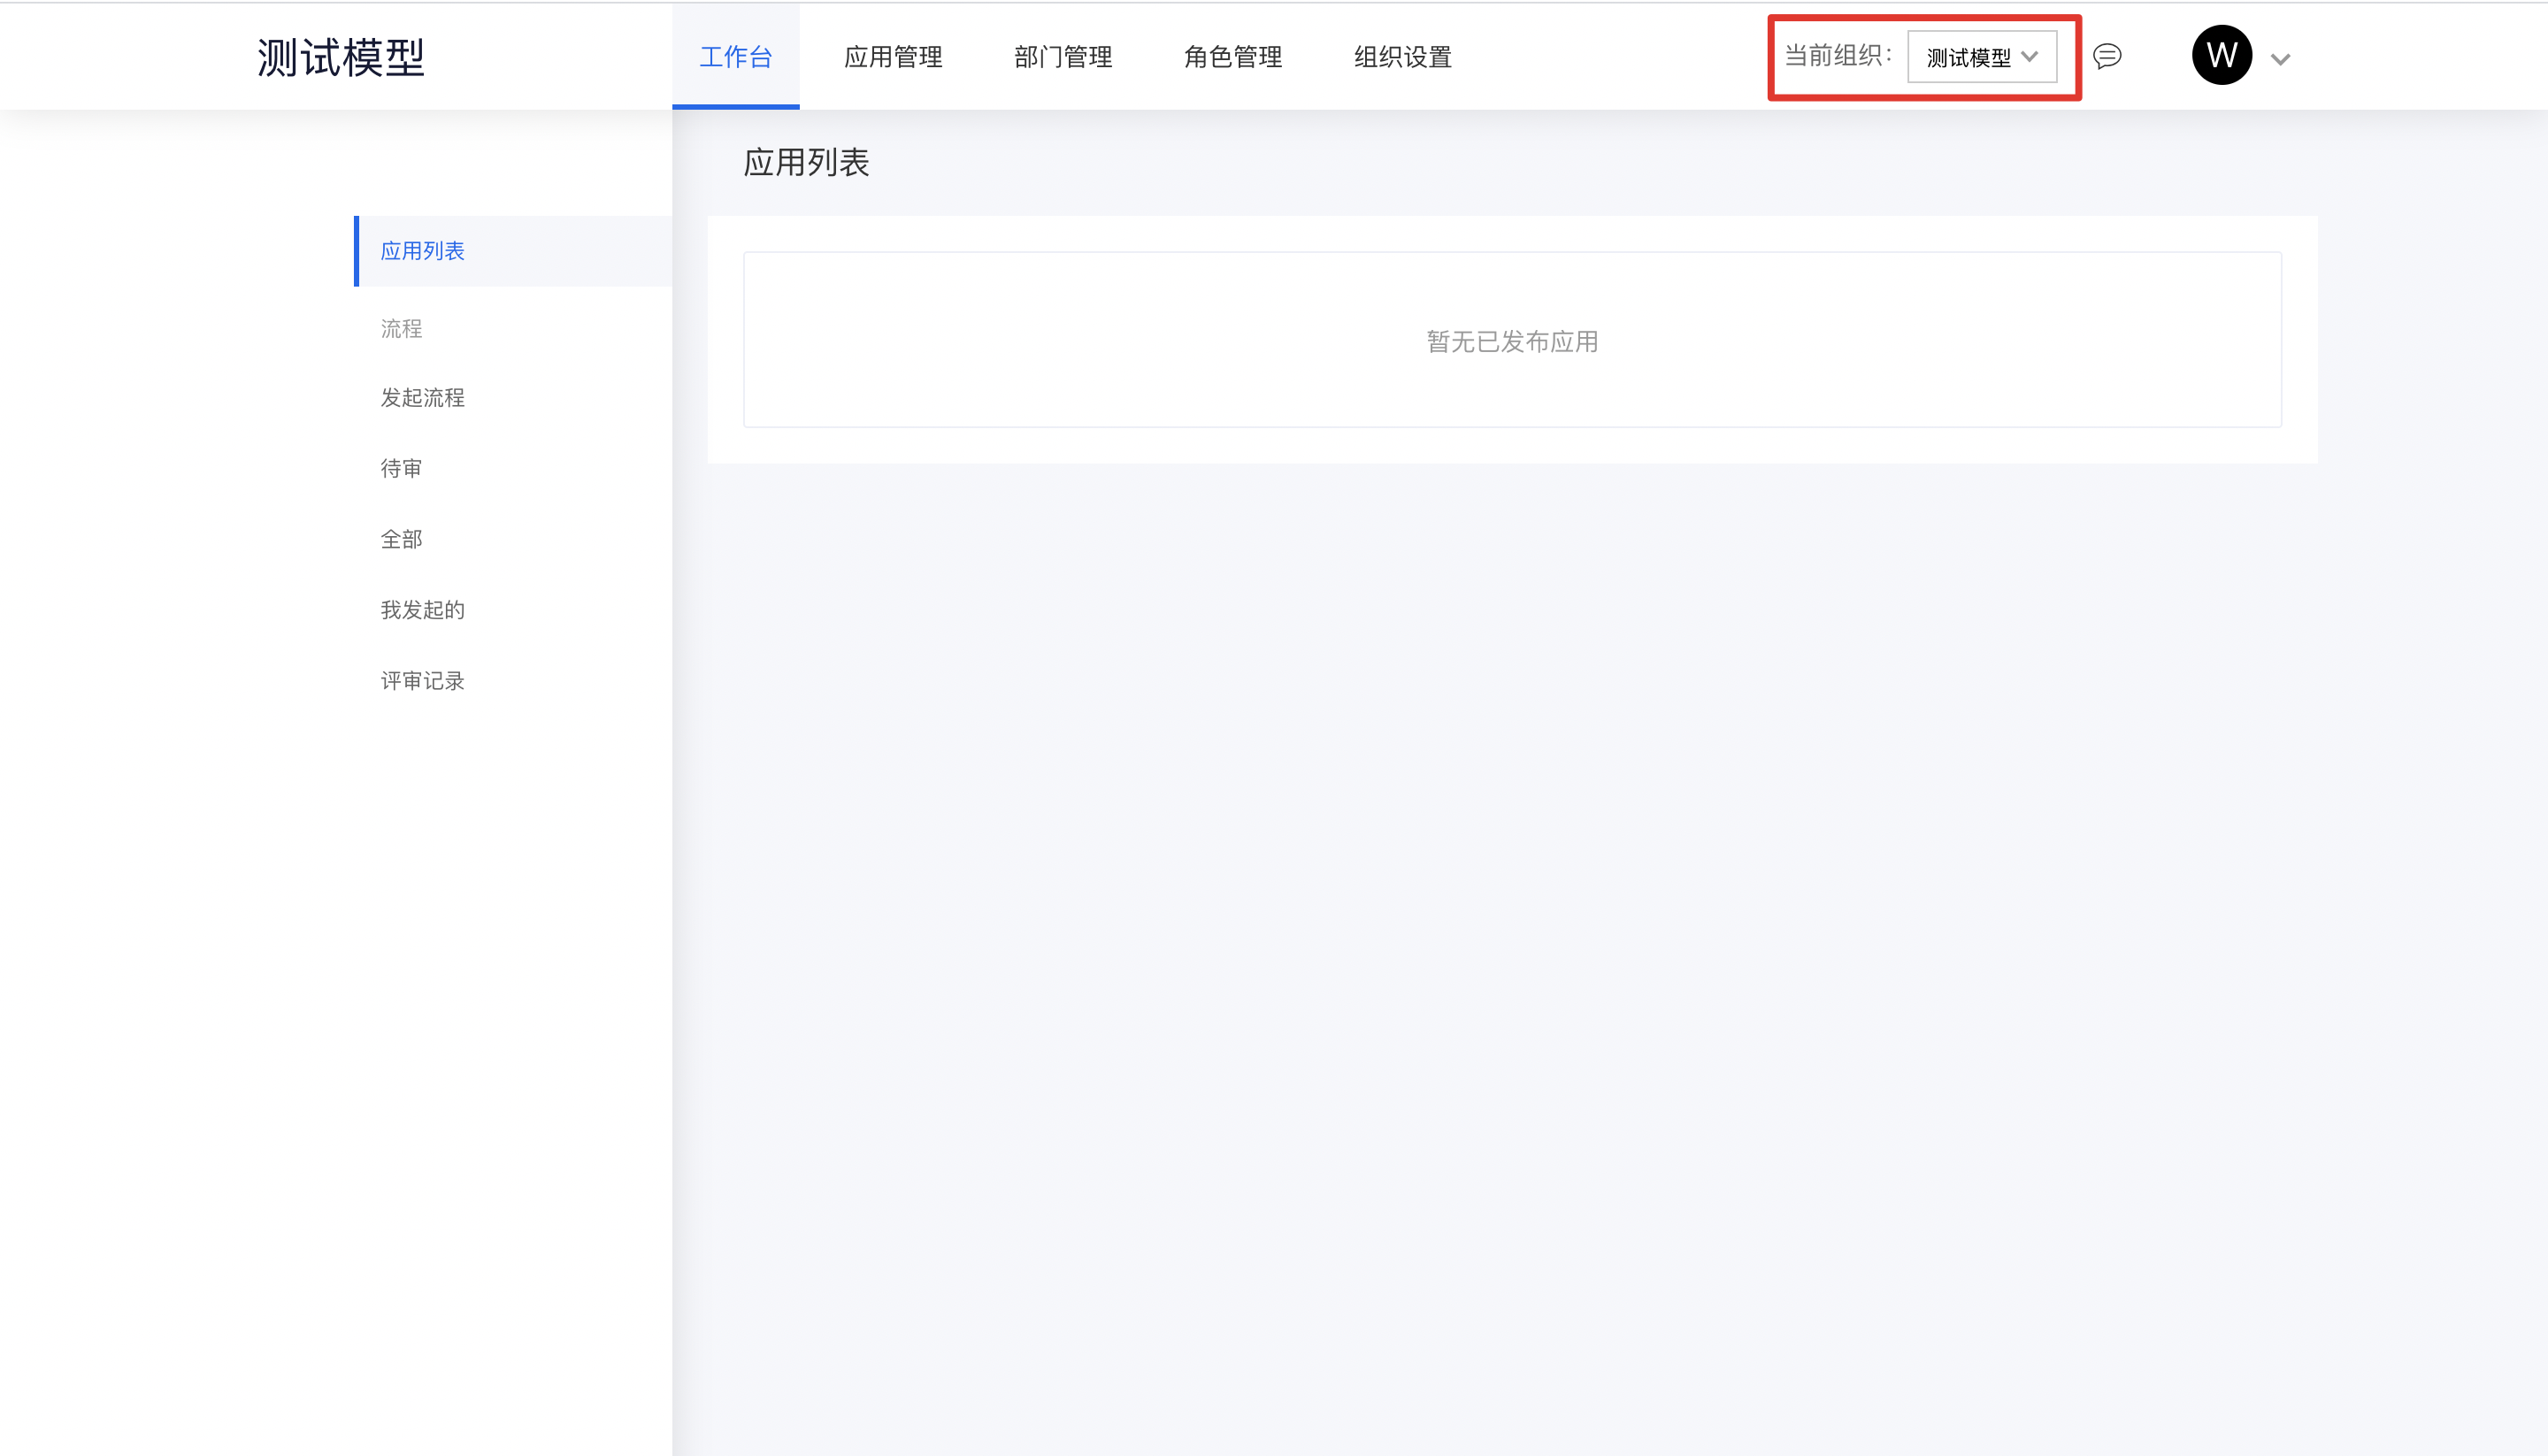 测试模型
工作台
应用管理
部门管理
角色管理
组织设置
当前组织：
测试模型
W
应用列表
应用列表
流程
发起流程
待审
全部
我发起的
评审记录
暂无已发布应用